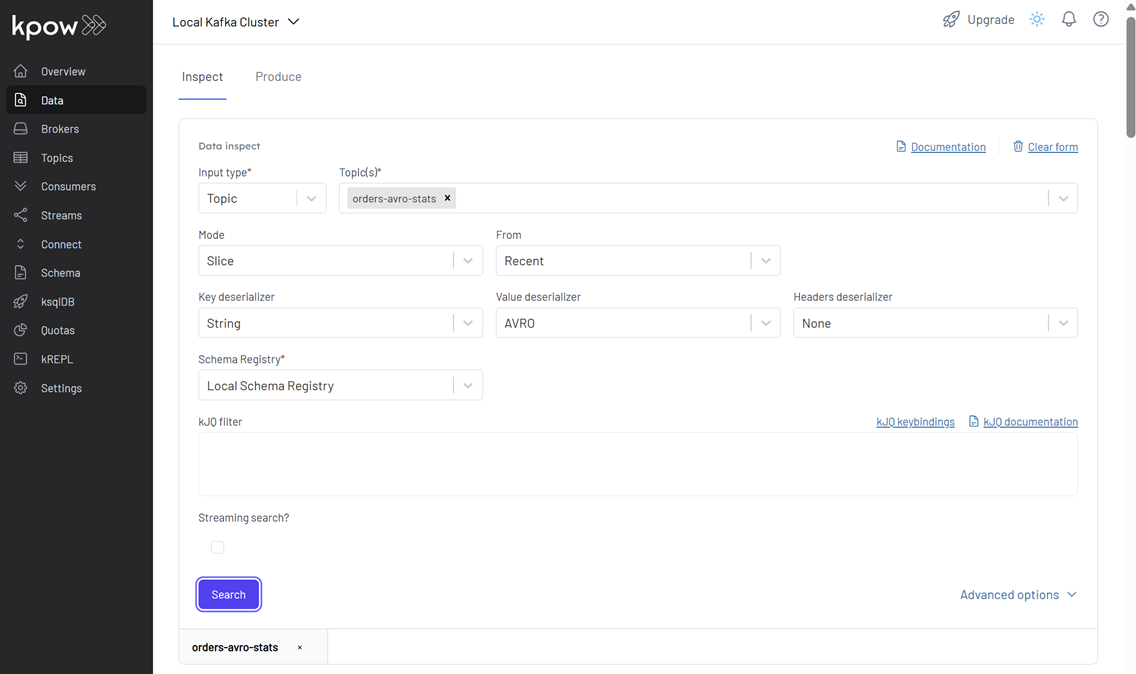 kpow
Local Kafka Cluster
Upgrade
Overview
Data
Brokers
Topics
Consumers
Streams
Connect
Schema
ksqlDB
Quotas
kREPL
Settings
Inspect
Produce
Data inspect
Documentation
Clear form
Input type*
Topic(s)*
Topic
orders-avro-stats ×
Mode
From
Slice
Recent
Key deserializer
Value deserializer
Headers deserializer
String
AVRO
None
Schema Registry*
Local Schema Registry
kJQ filter
kJQ keybindings
kJQ documentation
Streaming search?
Search
Advanced options
orders-avro-stats ×